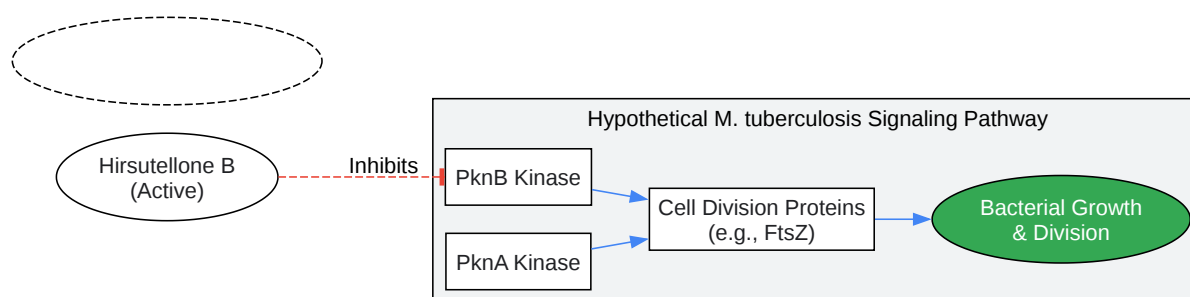 Hypothetical M. tuberculosis Signaling Pathway
Hirsutellone B
(Active)
Inhibits
PknB Kinase
PknA Kinase
Cell Division Proteins
(e.g., FtsZ)
Bacterial Growth
& Division